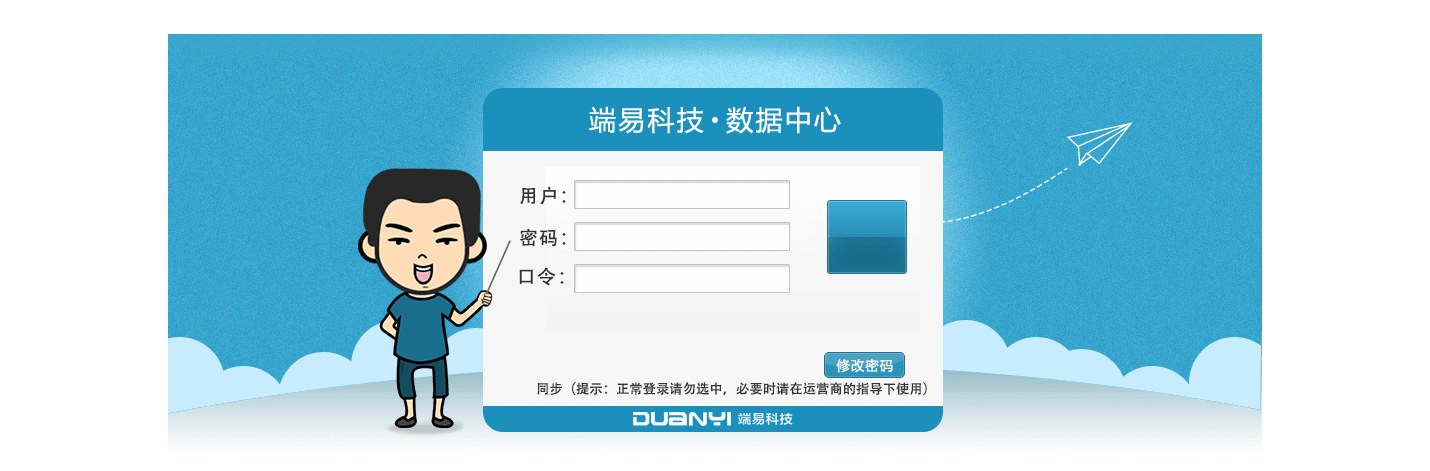 端易科技·数据中心
用户：
密码：
口令：
修改密码
同步（提示：正常登录请勿选中，必要时请在运营商的指导下使用）
DUANYI 端易科技